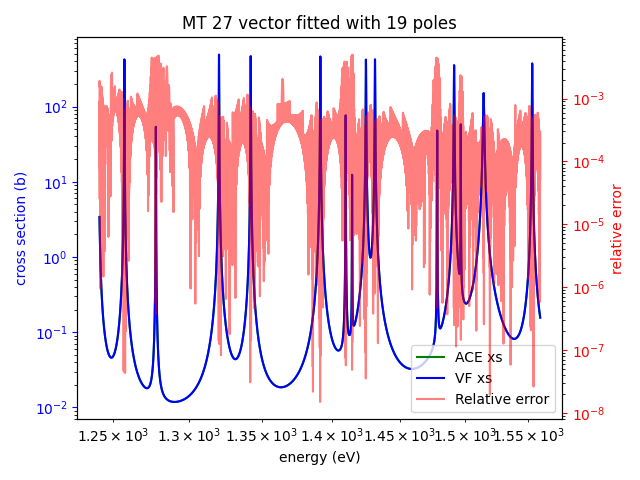 MT 27 vector fitted with 19 poles
cross section (b)
10²
10¹
10⁰
10⁻¹
10⁻²
10⁻³
10⁻⁴
10⁻⁵
10⁻⁶
10⁻⁷
10⁻⁸
relative error
ACE xs
VF xs
Relative error
1.25 × 10³ 1.3 × 10³ 1.35 × 10³ 1.4 × 10³ 1.45 × 10³ 1.5 × 10³ 1.55 × 10³
energy (eV)